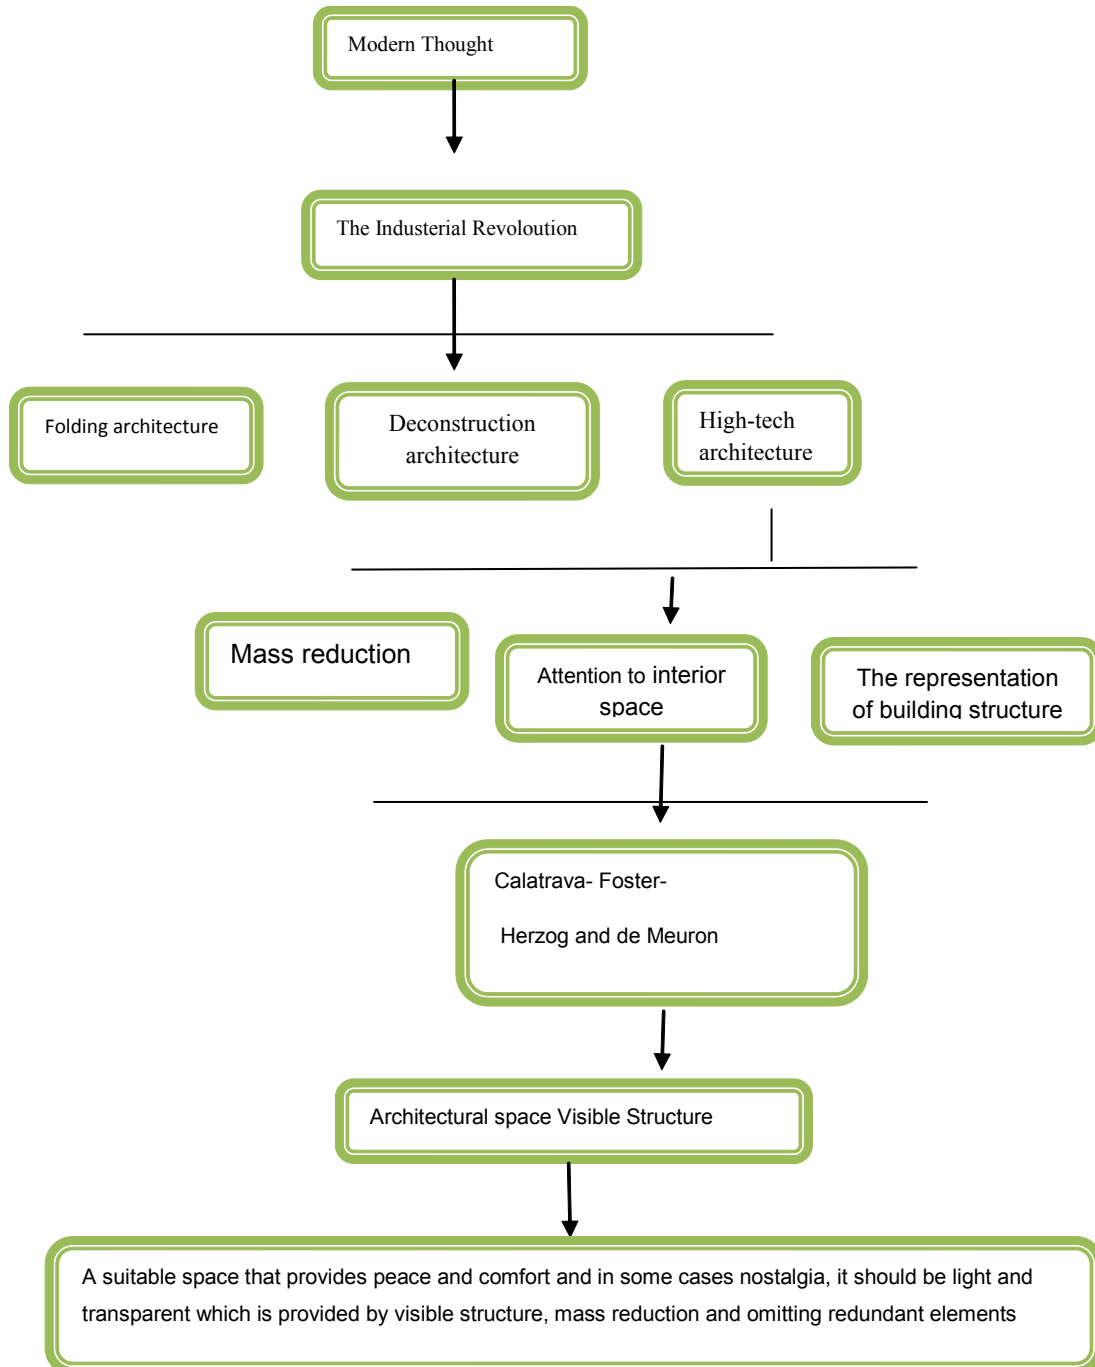 Modern Thought
The Industerial Revoloution
Folding architecture
Deconstruction
architecture
High-tech
architecture
Mass reduction
Attention to interior
space
The representation
of building structure
Calatrava- Foster-
Herzog and de Meuron
Architectural space Visible Structure
A suitable space that provides peace and comfort and in some cases nostalgia, it should be light and
transparent which is provided by visible structure, mass reduction and omitting redundant elements